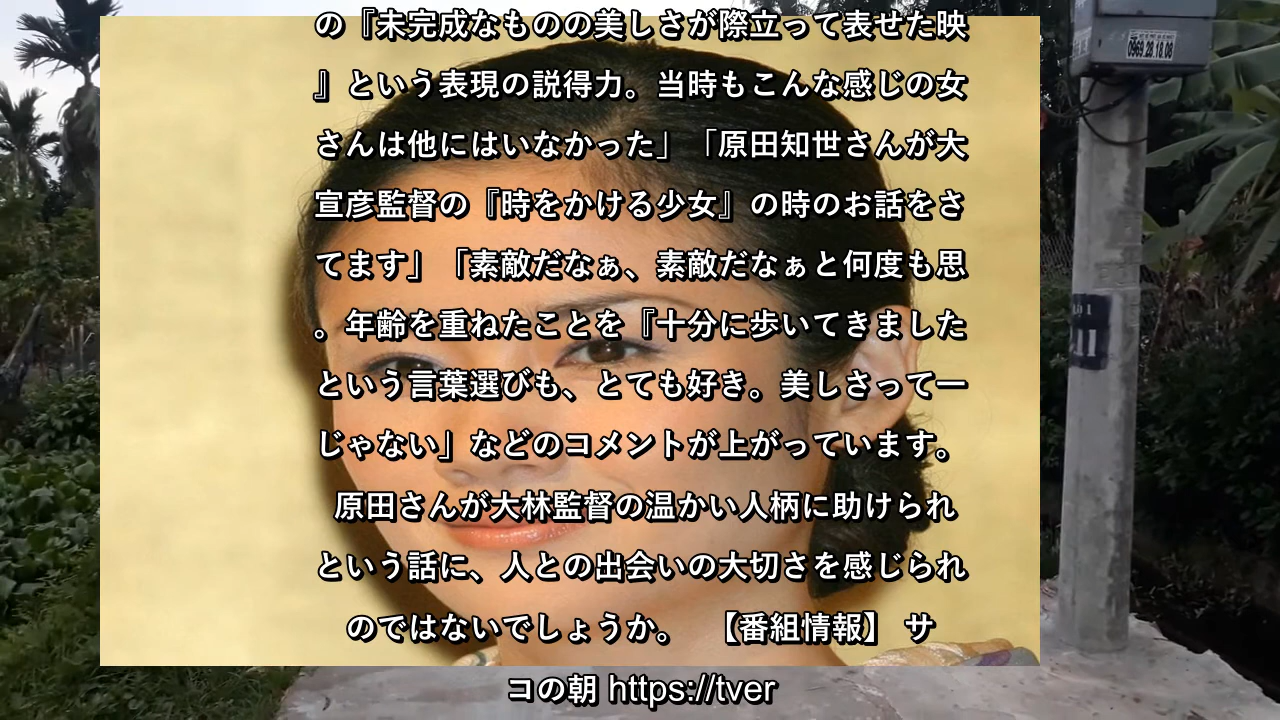 の『未完成なものの美しさが際立って表せた映
』という表現の説得力。当時もこんな感じの女
さんは他にはいなかった」「原田知世さんが大
宣彦監督の『時をかける少女』の時のお話をさ
てます」「素敵だなぁ、素敵だなぁと何度も思
。年齢を重ねたことを『十分に歩いてきました
という言葉選びも、とても好き。美しさって一
じゃない」などのコメントが上がっています。
原田さんが大林監督の温かい人柄に助けられ
という話に、人との出会いの大切さを感じられ
のではないでしょうか。 【番組情報】 サ
コの朝 https://tver
0969.28.18.08